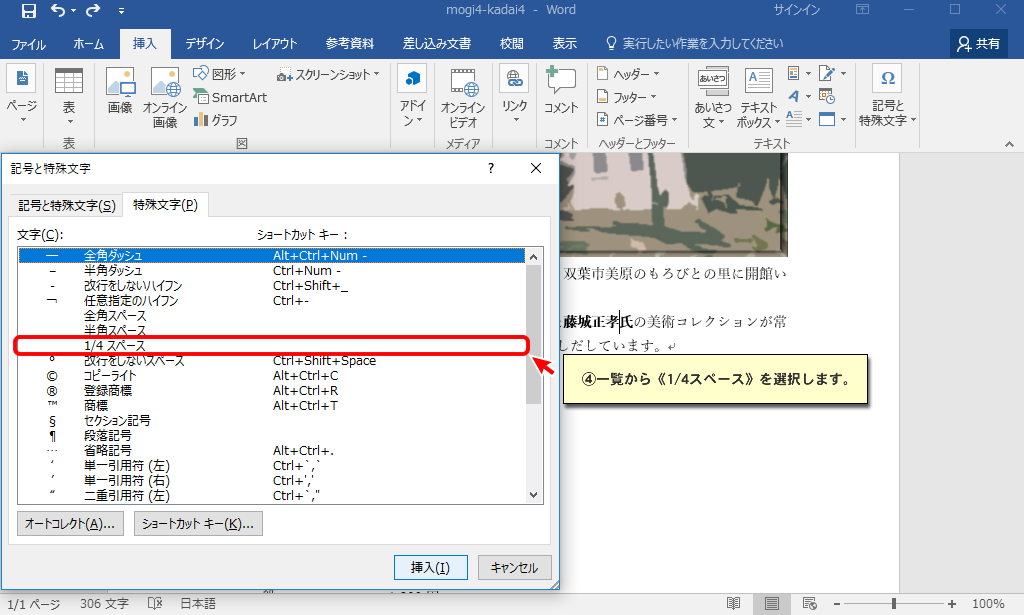 mogi4-kadai4 - Word
サインイン
ファイル ホーム 挿入 デザイン レイアウト 参考資料 差し込み文書 校閲 表示 実行したい作業を入力してください 共有
ページ
表
画像
オンライン
画像
図形
SmartArt
グラフ
スクリーンショット
アドイ
ン
オンライン
ビデオ
リンク
コメント
ヘッダー
フッター
ページ番号
あいさつ
あいさつ
文
テキスト
ボックス
記号と
特殊文字
表 図 メディア コメント ヘッダーとフッター テキスト
記号と特殊文字 ?
記号と特殊文字(S) 特殊文字(P)
文字(C): ショートカット キー:
— 全角ダッシュ Alt+Ctrl+Num -
– 半角ダッシュ Ctrl+Num -
- 改行をしないハイフン Ctrl+Shift+_
¬ 任意指定のハイフン Ctrl+-
全角スペース
半角スペース
1/4 スペース
° 改行をしないスペース Ctrl+Shift+Space
© コピーライト Alt+Ctrl+C
® 登録商標 Alt+Ctrl+R
™ 商標 Alt+Ctrl+T
§ セクション記号
¶ 段落記号
… 省略記号 Alt+Ctrl+.
‘ 単一引用符 (左) Ctrl+`,`
’ 単一引用符 (右) Ctrl+','
“ 二重引用符 (左) Ctrl+`,"
オートコレクト(A)... ショートカット キー(K)...
挿入(I) キャンセル
双葉市美原のもろびとの里に開館い
藤城正孝氏の美術コレクションが常
しだしています。↵
④一覧から《1/4スペース》を選択します。
1/1 ページ 306 文字 日本語 100%